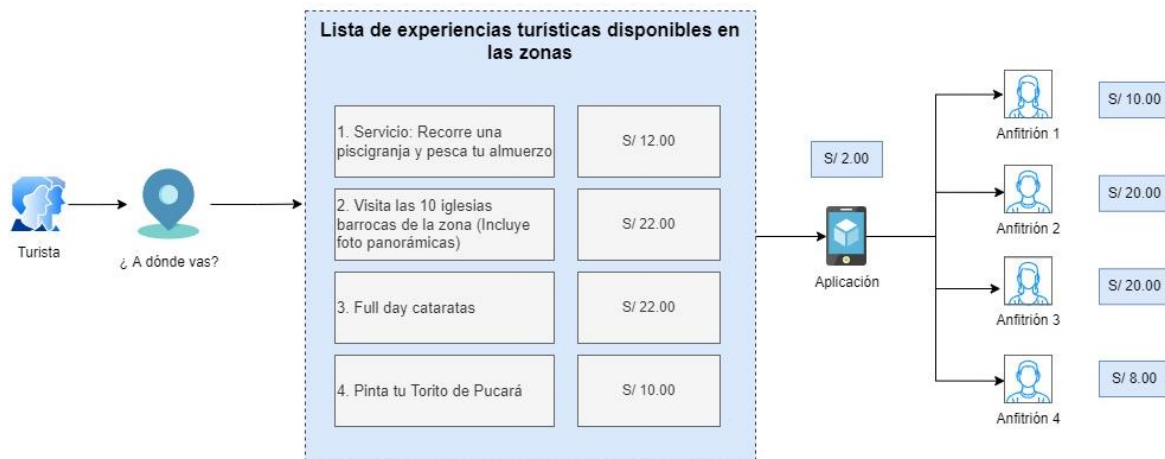 Lista de experiencias turísticas disponibles en
las zonas
1. Servicio: Recorre una
piscigranja y pesca tu almuerzo
S/ 12.00
2. Visita las 10 iglesias
barrocas de la zona (Incluye
foto panorámicas)
S/ 22.00
3. Full day cataratas
S/ 22.00
4. Pinta tu Torito de Pucará
S/ 10.00
Turista
¿ A dónde vas?
S/ 2.00
Aplicación
Anfitrión 1
S/ 10.00
Anfitrión 2
S/ 20.00
Anfitrión 3
S/ 20.00
Anfitrión 4
S/ 8.00